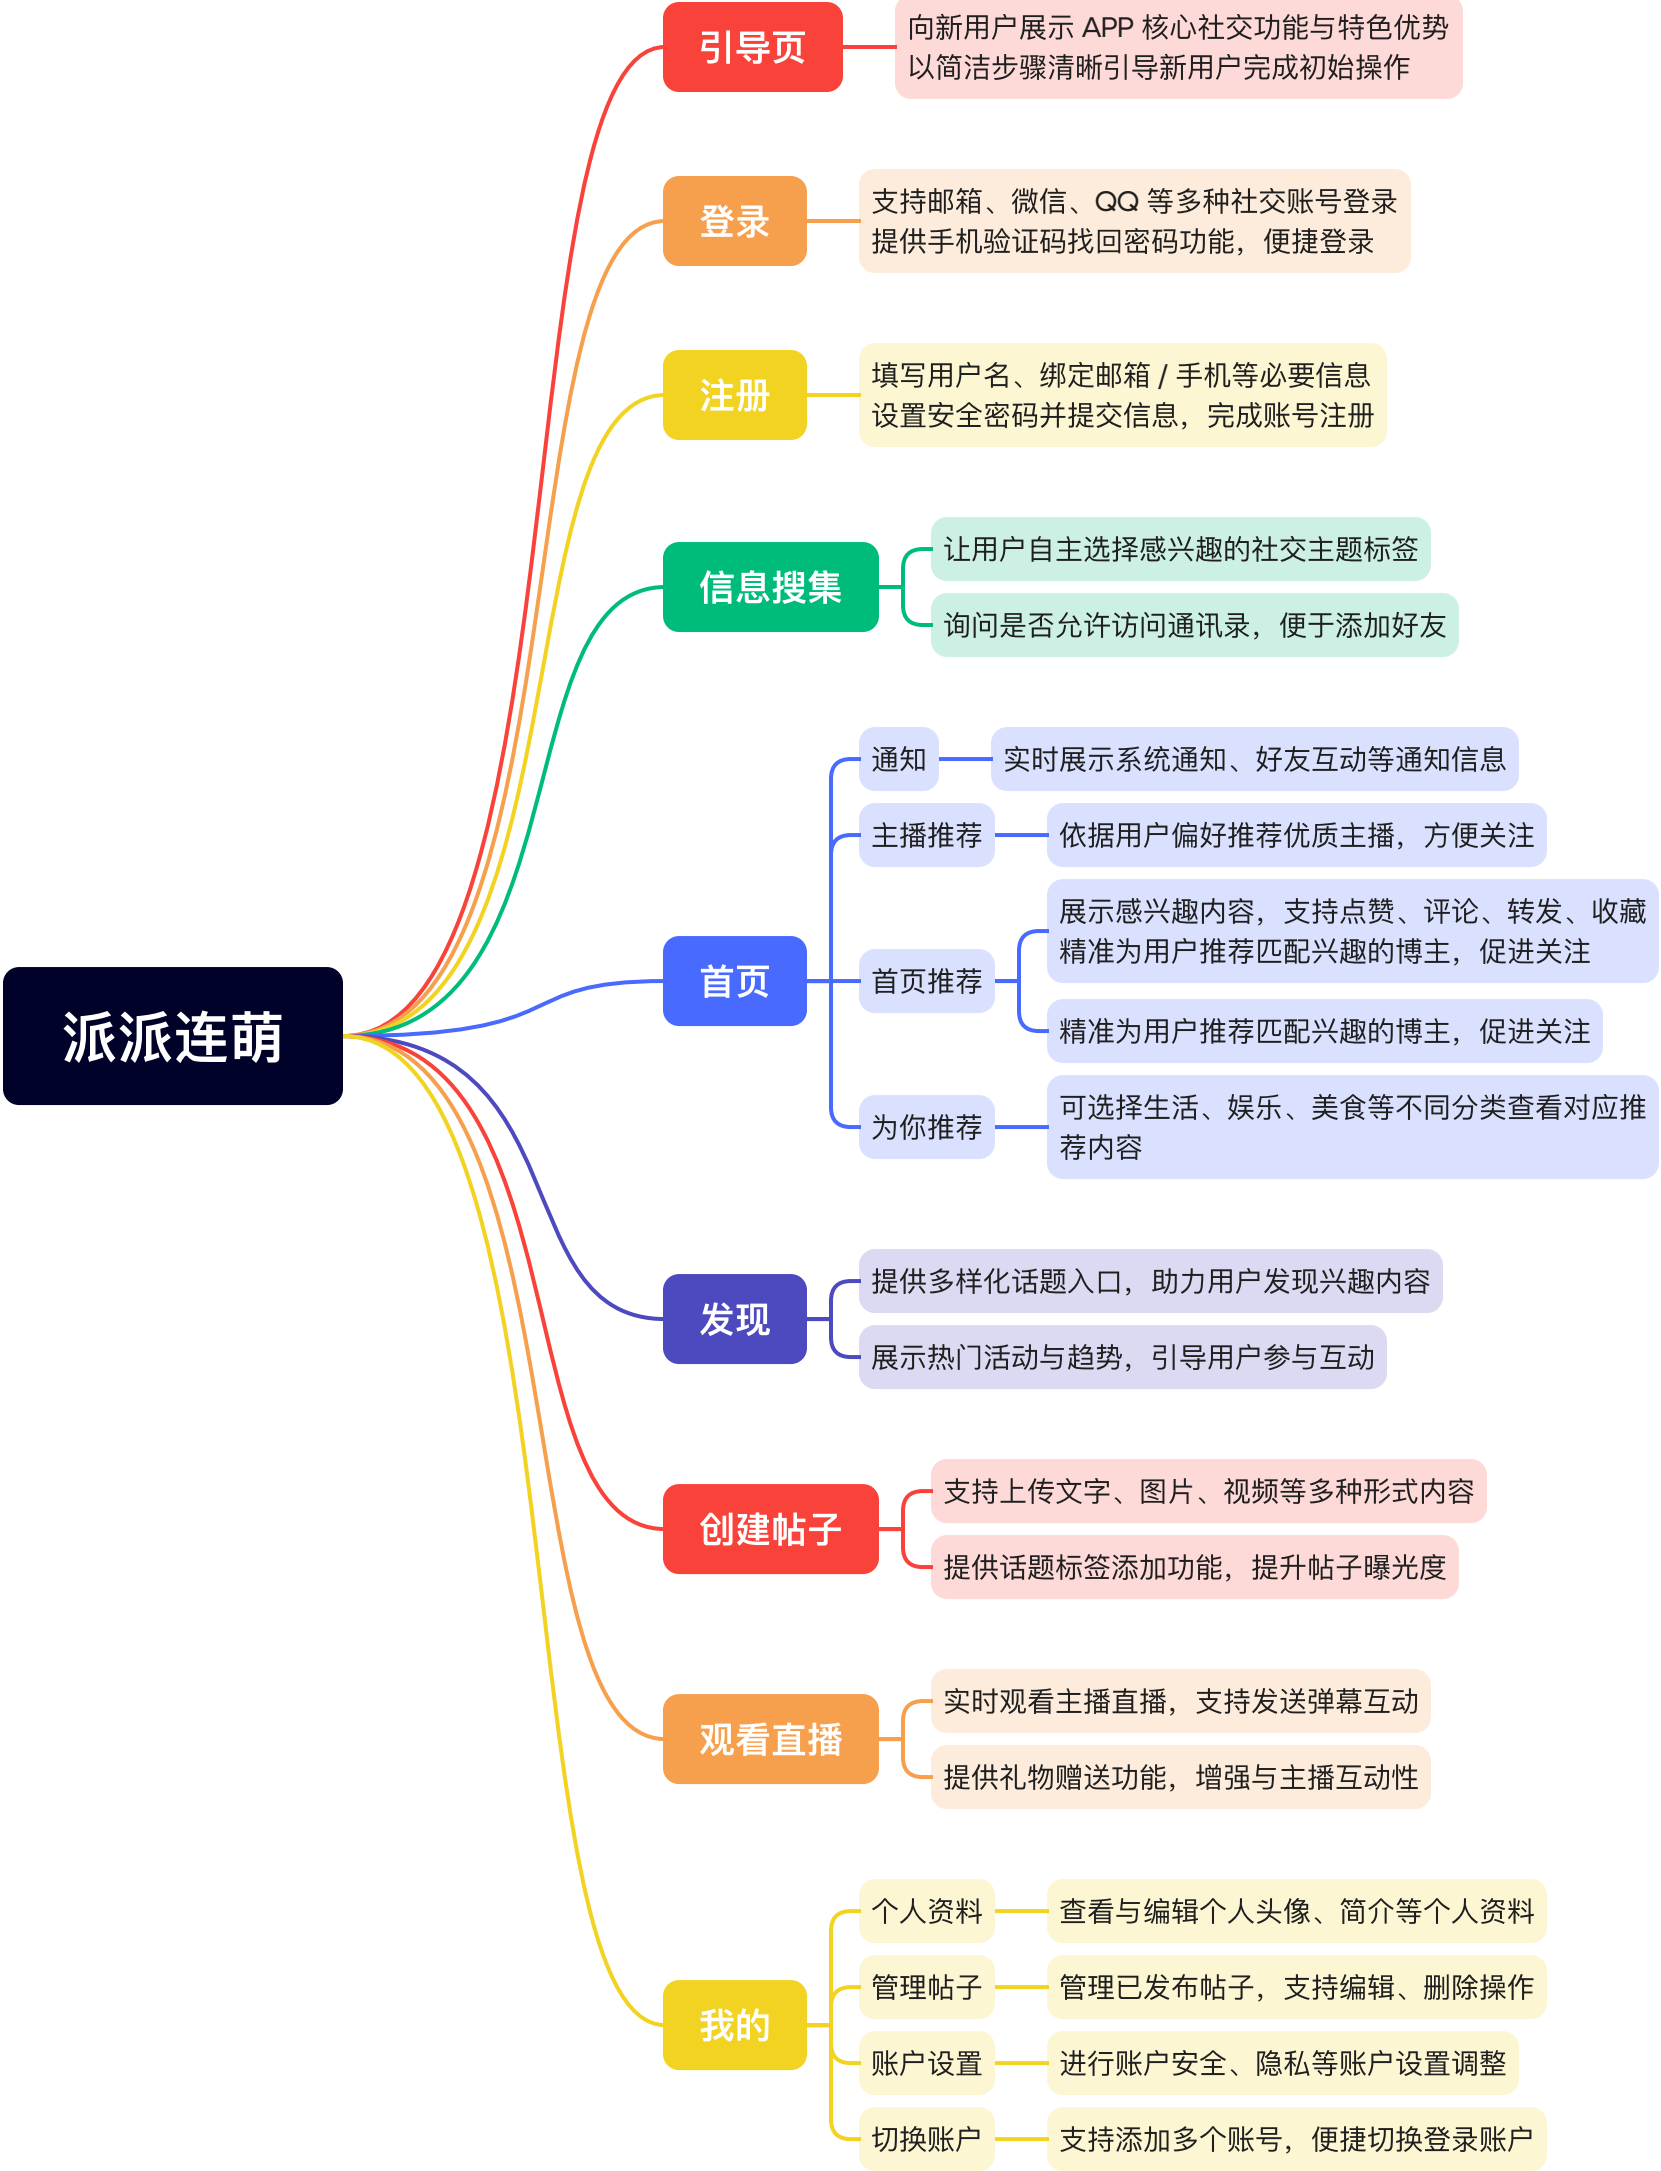 派派连萌
引导页
向新用户展示 APP 核心社交功能与特色优势
以简洁步骤清晰引导新用户完成初始操作
登录
支持邮箱、微信、QQ 等多种社交账号登录
提供手机验证码找回密码功能，便捷登录
注册
填写用户名、绑定邮箱 / 手机等必要信息
设置安全密码并提交信息，完成账号注册
信息搜集
让用户自主选择感兴趣的社交主题标签
询问是否允许访问通讯录，便于添加好友
首页
通知
实时展示系统通知、好友互动等通知信息
主播推荐
依据用户偏好推荐优质主播，方便关注
首页推荐
展示感兴趣内容，支持点赞、评论、转发、收藏
精准为用户推荐匹配兴趣的博主，促进关注
精准为用户推荐匹配兴趣的博主，促进关注
为你推荐
可选择生活、娱乐、美食等不同分类查看对应推
荐内容
发现
提供多样化话题入口，助力用户发现兴趣内容
展示热门活动与趋势，引导用户参与互动
创建帖子
支持上传文字、图片、视频等多种形式内容
提供话题标签添加功能，提升帖子曝光度
观看直播
实时观看主播直播，支持发送弹幕互动
提供礼物赠送功能，增强与主播互动性
我的
个人资料
查看与编辑个人头像、简介等个人资料
管理帖子
管理已发布帖子，支持编辑、删除操作
账户设置
进行账户安全、隐私等账户设置调整
切换账户
支持添加多个账号，便捷切换登录账户